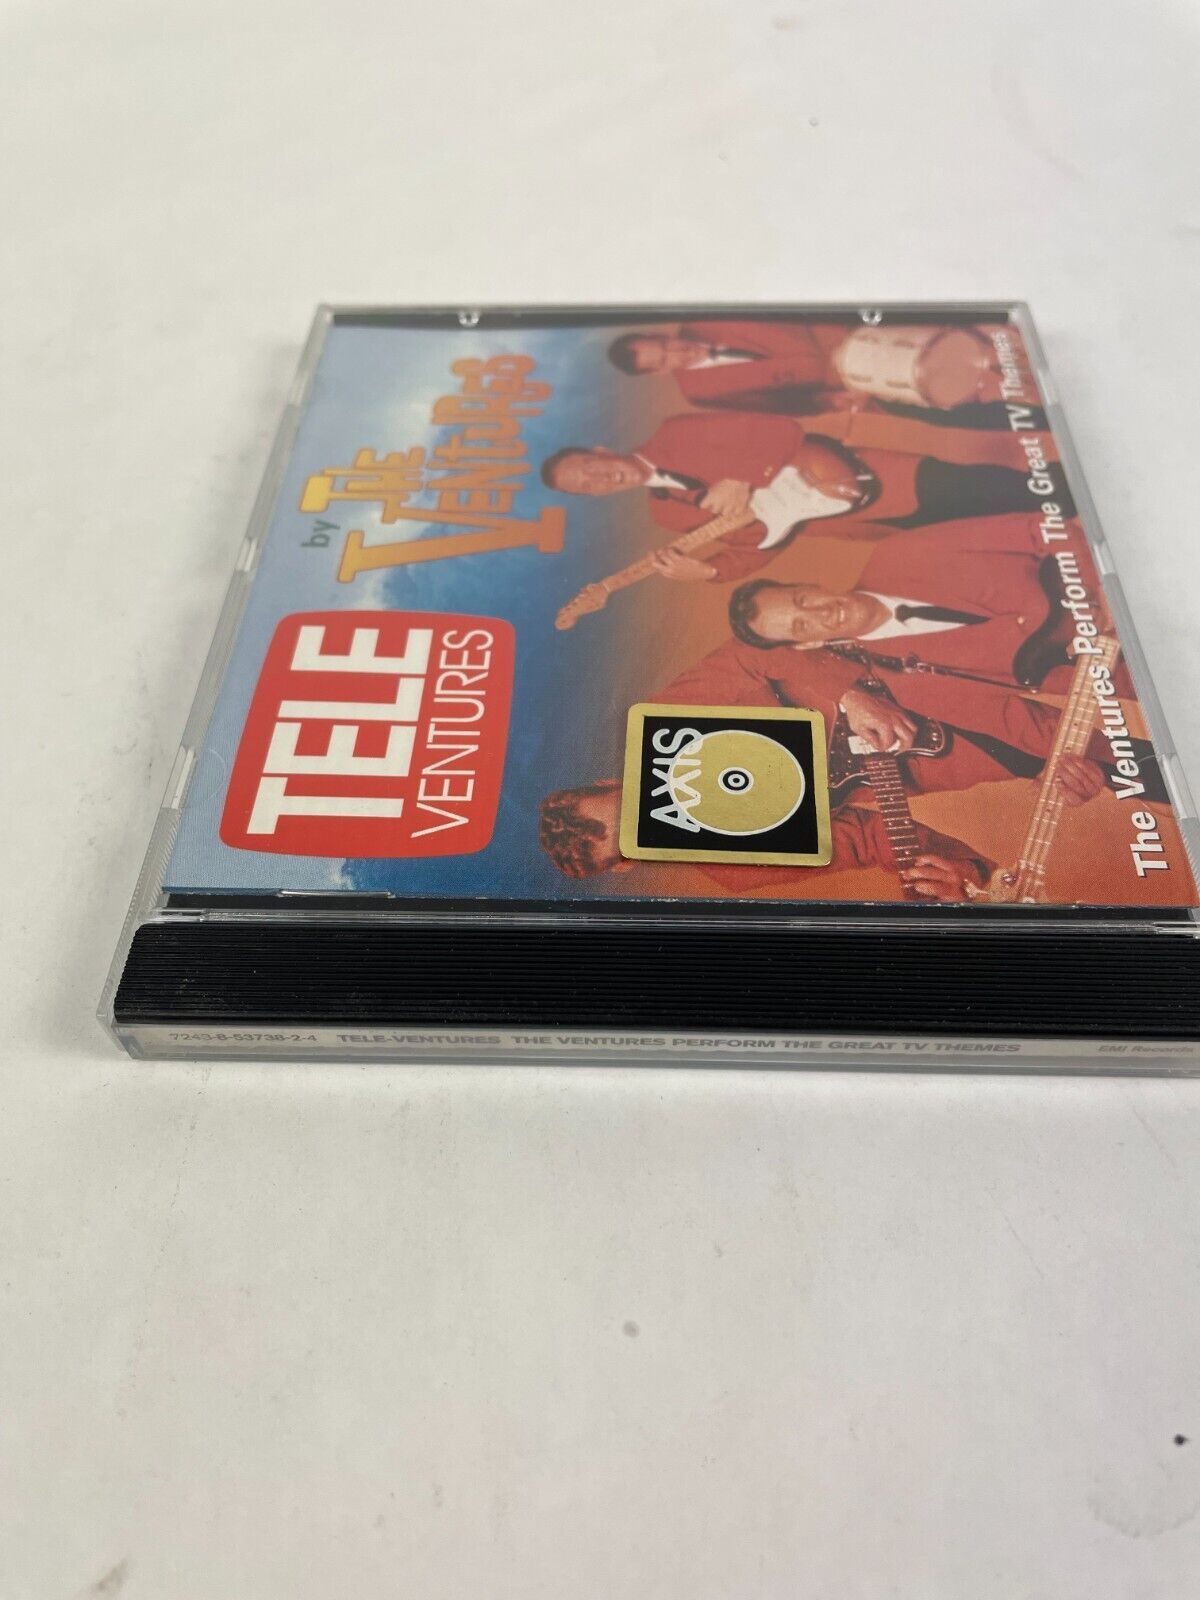 TELE
VENTURES
by
THE
VENTURES
The Ventures Perform The Great TV Themes
AXIS
7243-8-53738-2-4 TELE-VENTURES THE VENTURES PERFORM THE GREAT TV THEMES EMI Records